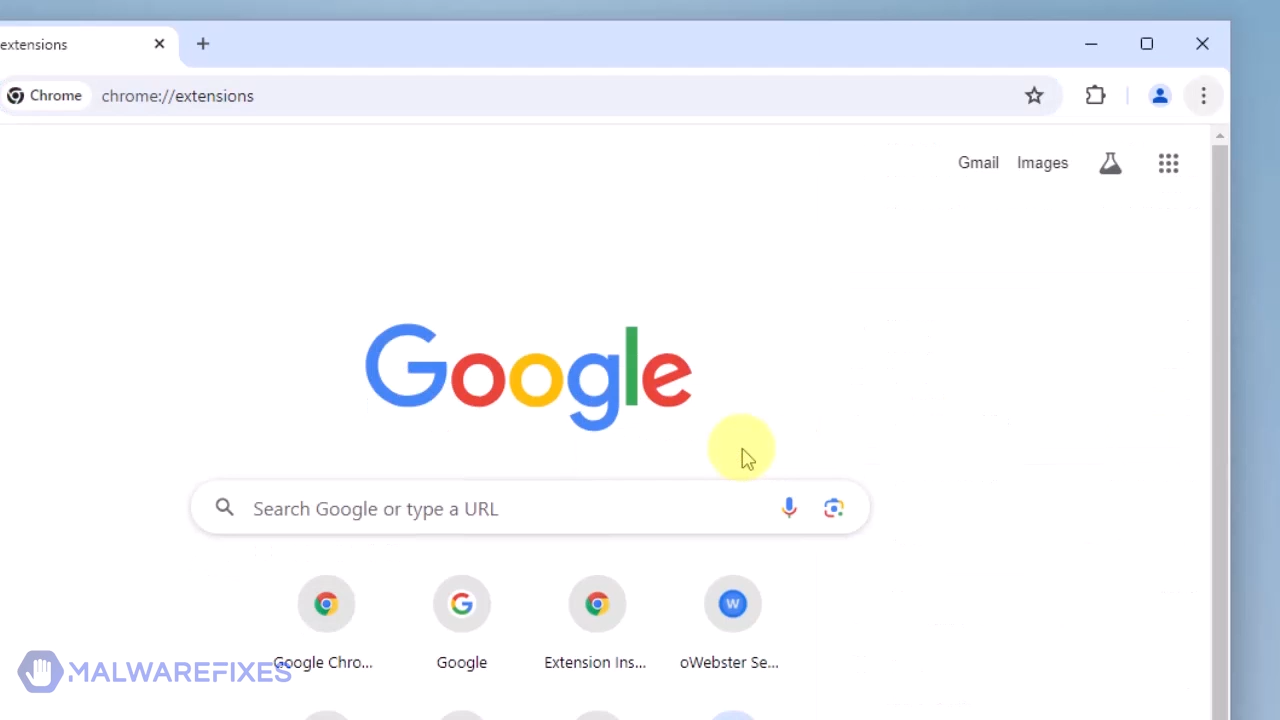 extensions
Chrome
chrome://extensions
Gmail
Images
Google
Search Google or type a URL
Google Chro...
Google
Extension Ins...
oWebster Se...
W
MALWAREFIXES